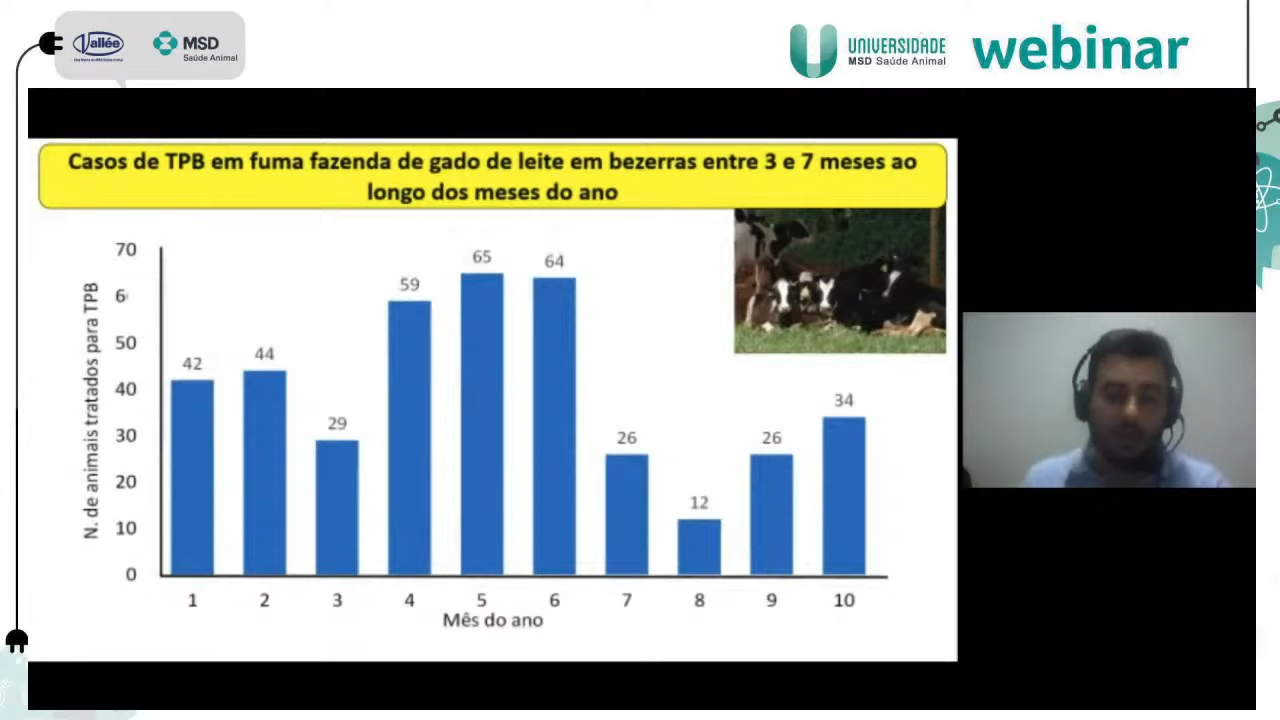 Vallée
MSD
Saúde Animal
UNIVERSIDADE
MSD Saúde Animal
webinar
Casos de TPB em fuma fazenda de gado de leite em bezerras entre 3 e 7 meses ao
longo dos meses do ano
N. de animais tratados para TPB
70
6
50
40
30
20
10
0
42
44
29
59
65
64
26
12
26
34
1 2 3 4 5 6 7 8 9 10
Mês do ano